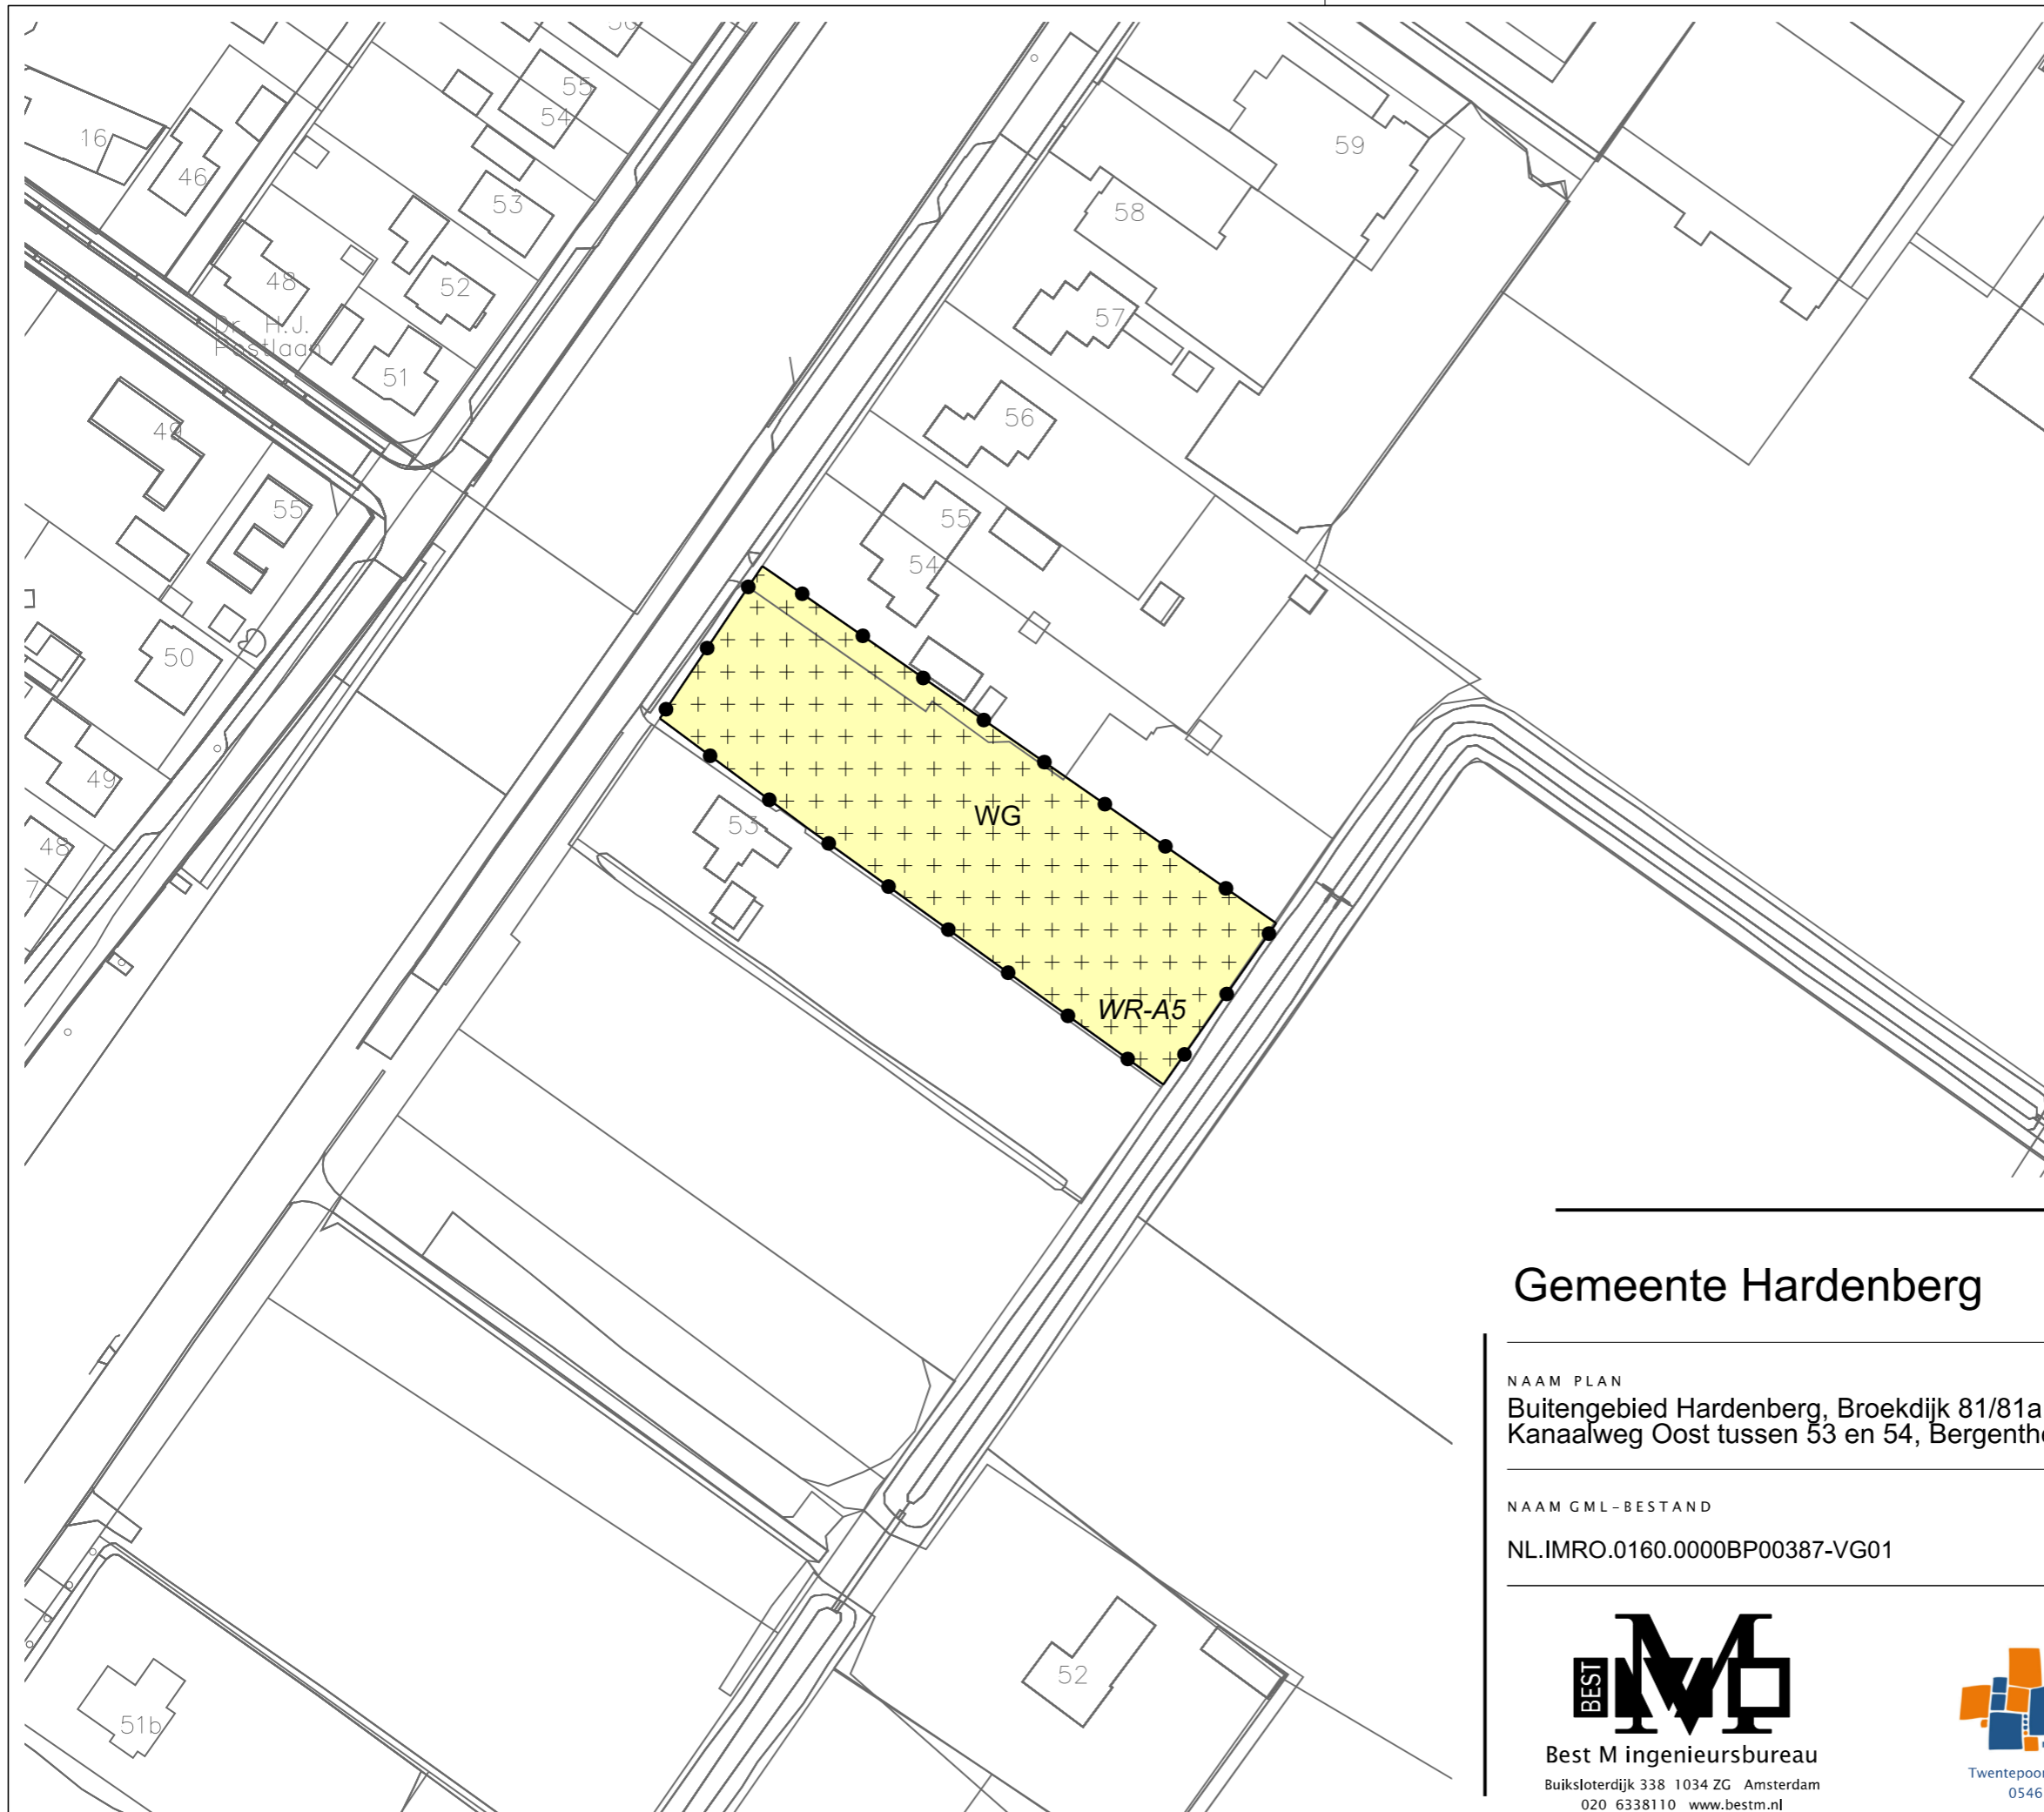 55
54
16
46
53
59
58
48
52
Dr. H.J.
Postlaan
57
51
56
49
55
55
54
50
49
WG
53
48
7
WR-A5
Gemeente Hardenberg
NAAM PLAN
Buitengebied Hardenberg, Broekdijk 81/81a
Kanaalweg Oost tussen 53 en 54,
NAAM GML-BESTAND
NL.IMRO.0160.0000BP00387-VG01
BEST
M
Best M ingenieursbureau
Buiksloterdijk 338 1034 ZG Amsterdam
020 6338110 www.bestm.nl
0546
52
51b